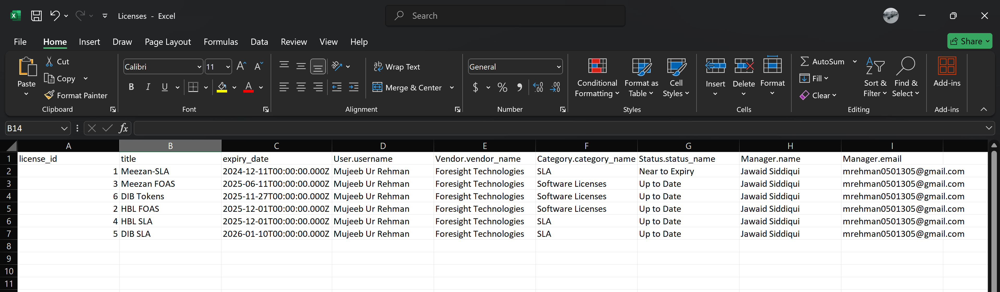 Licenses - Excel
Search
File Home Insert Draw Page Layout Formulas Data Review View Help
Share
Paste
Cut
Copy
Format Painter
Clipboard
Calibri 11
B I U
Font
Wrap Text
Merge & Center
Alignment
General
$ % ,
Number
Conditional Formatting
Format as Table
Cell Styles
Styles
Insert
Delete
Format
Cells
AutoSum
Fill
Clear
Sort & Filter
Find & Select
Editing
Add-ins
Add-ins
B14 fx
A B C D E F G H I
1 license_id title expiry_date User.username Vendor.vendor_name Category.category_name Status.status_name Manager.name Manager.email
2 1 Meezan-SLA 2024-12-11T00:00:00.000Z Mujeeb Ur Rehman Foresight Technologies SLA Near to Expiry Jawaid Siddiqui mrehman0501305@gmail.com
3 3 Meezan FOAS 2025-06-11T00:00:00.000Z Mujeeb Ur Rehman Foresight Technologies Software Licenses Up to Date Jawaid Siddiqui mrehman0501305@gmail.com
4 6 DIB Tokens 2025-11-27T00:00:00.000Z Mujeeb Ur Rehman Foresight Technologies Software Licenses Up to Date Jawaid Siddiqui mrehman0501305@gmail.com
5 2 HBL FOAS 2025-12-01T00:00:00.000Z Mujeeb Ur Rehman Foresight Technologies Software Licenses Up to Date Jawaid Siddiqui mrehman0501305@gmail.com
6 4 HBL SLA 2025-12-01T00:00:00.000Z Mujeeb Ur Rehman Foresight Technologies SLA Up to Date Jawaid Siddiqui mrehman0501305@gmail.com
7 5 DIB SLA 2026-01-10T00:00:00.000Z Mujeeb Ur Rehman Foresight Technologies SLA Up to Date Jawaid Siddiqui mrehman0501305@gmail.com
8
9
10
11